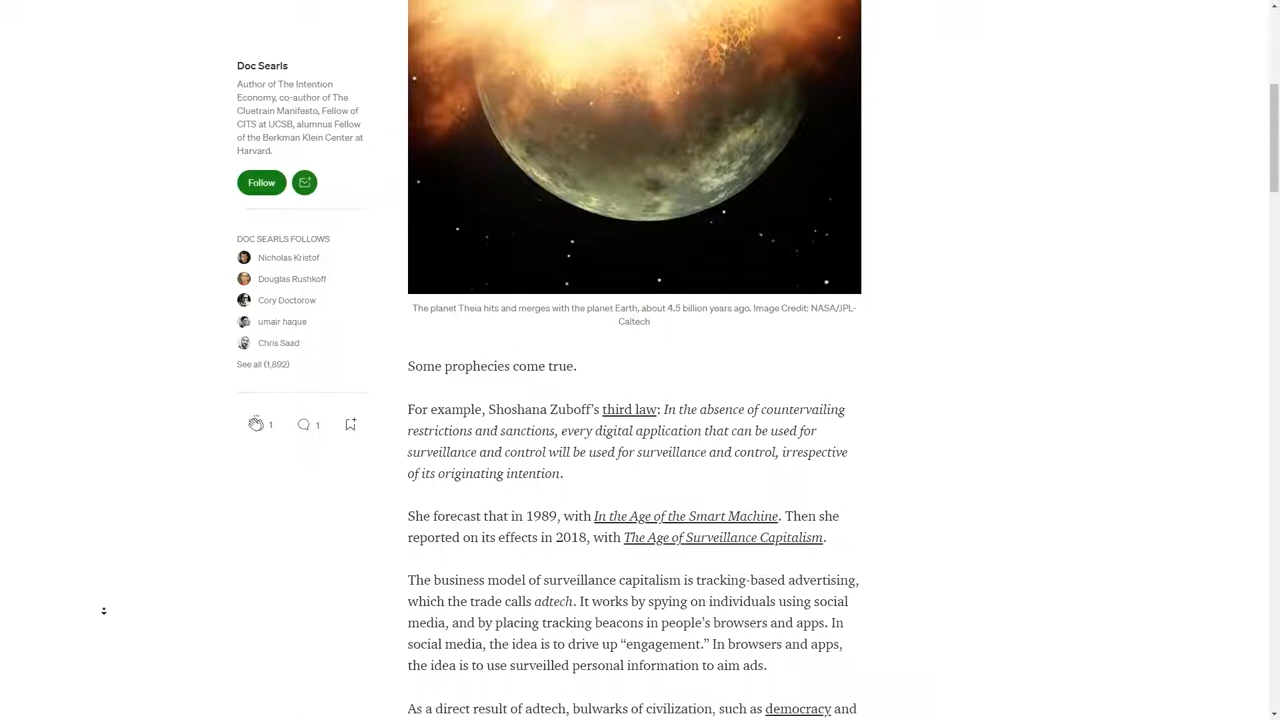 Doc Searls
Author of The Intention
Economy, co-author of The
Cluetrain Manifesto, Fellow of
CITS at UCSB, alumnus Fellow
of the Berkman Klein Center at
Harvard.
Follow
DOC SEARLS FOLLOWS
Nicholas Kristof
Douglas Rushkoff
Cory Doctorow
umair haque
Chris Saad
See all (1,892)
1
1
The planet Theia hits and merges with the planet Earth, about 4.5 billion years ago. Image Credit: NASA/JPL-
Caltech
Some prophecies come true.
For example, Shoshana Zuboff’s third law: In the absence of countervailing
restrictions and sanctions, every digital application that can be used for
surveillance and control will be used for surveillance and control, irrespective
of its originating intention.
She forecast that in 1989, with In the Age of the Smart Machine. Then she
reported on its effects in 2018, with The Age of Surveillance Capitalism.
The business model of surveillance capitalism is tracking-based advertising,
which the trade calls adtech. It works by spying on individuals using social
media, and by placing tracking beacons in people’s browsers and apps. In
social media, the idea is to drive up “engagement.” In browsers and apps,
the idea is to use surveilled personal information to aim ads.
As a direct result of adtech, bulwarks of civilization, such as democracy and